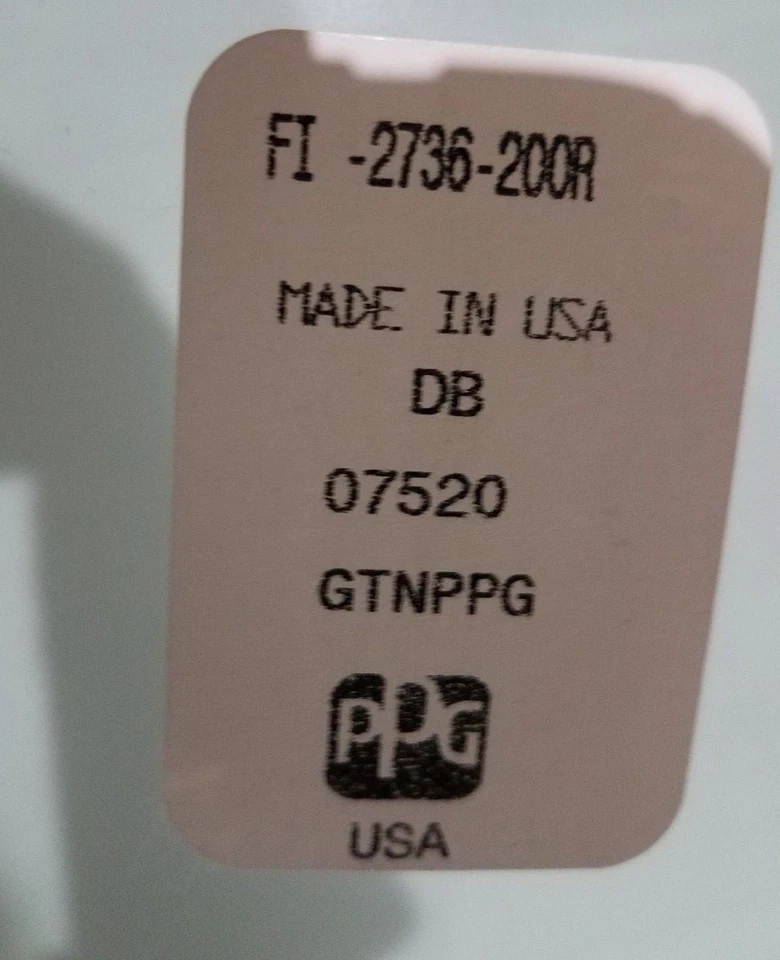 FI -2736-200R
MADE IN USA
DB
07520
GTNPPG
PPG
USA